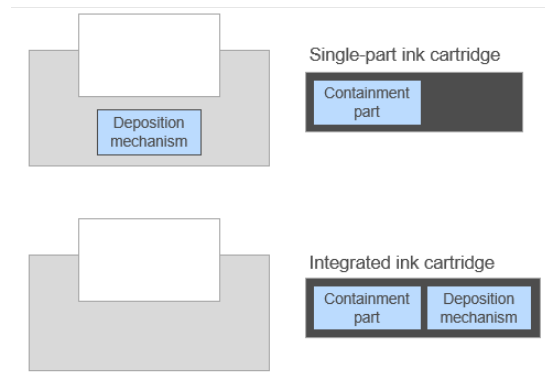 Single-part ink cartridge
Containment
part
Deposition
mechanism
Integrated ink cartridge
Containment
part
Deposition
mechanism